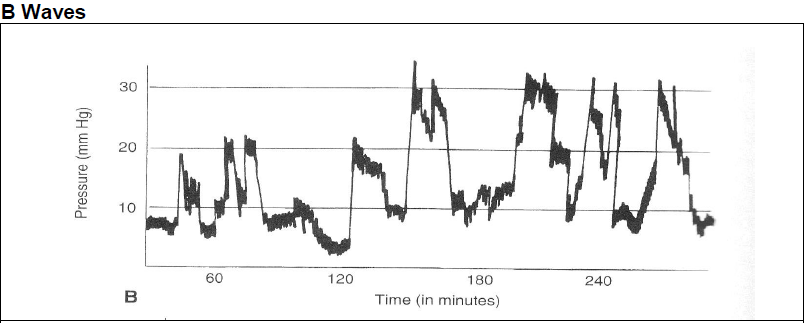 B Waves
30
20
10
Pressure (mm Hg)
60 120 180 240
B
Time (in minutes)